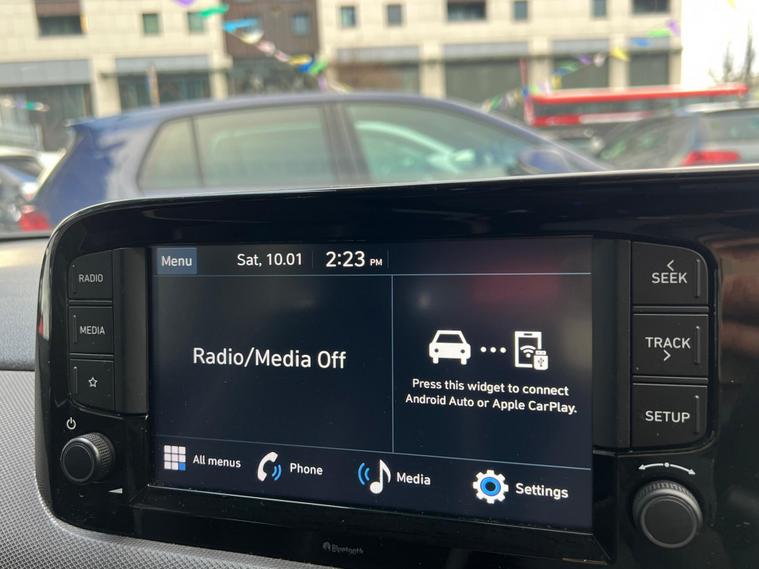 RADIO
MEDIA
Menu
Sat, 10.01
2:23 PM
Radio/Media Off
Press this widget to connect
Android Auto or Apple CarPlay.
All menus
Phone
Media
Settings
SEEK
TRACK
SETUP
Bluetooth